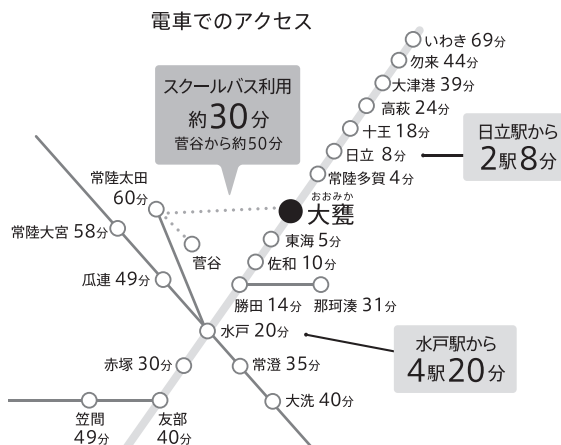 電車でのアクセス
いわき 69分
勿来 44分
大津港 39分
高萩 24分
十王 18分
日立 8分
常陸多賀 4分
日立駅から
2駅8分
スクールバス利用
約30分
菅谷から約50分
おおみか
大甕
常陸太田
60分
常陸大宮 58分
菅谷
東海 5分
佐和 10分
瓜連 49分
勝田 14分
那珂湊 31分
水戸 20分
水戸駅から
4駅20分
赤塚 30分
常澄 35分
大洗 40分
笠間
49分
友部
40分